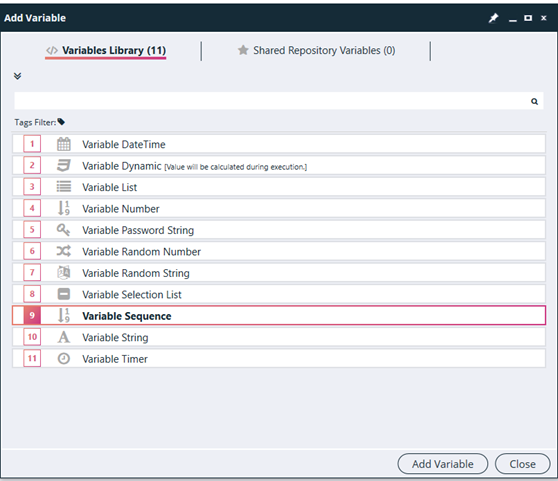 Add Variable
</> Variables Library (11)
Shared Repository Variables (0)
Tags Filter:
1 Variable DateTime
2 Variable Dynamic [Value will be calculated during execution.]
3 Variable List
4 Variable Number
5 Variable Password String
6 Variable Random Number
7 Variable Random String
8 Variable Selection List
9 Variable Sequence
10 Variable String
11 Variable Timer
Add Variable
Close